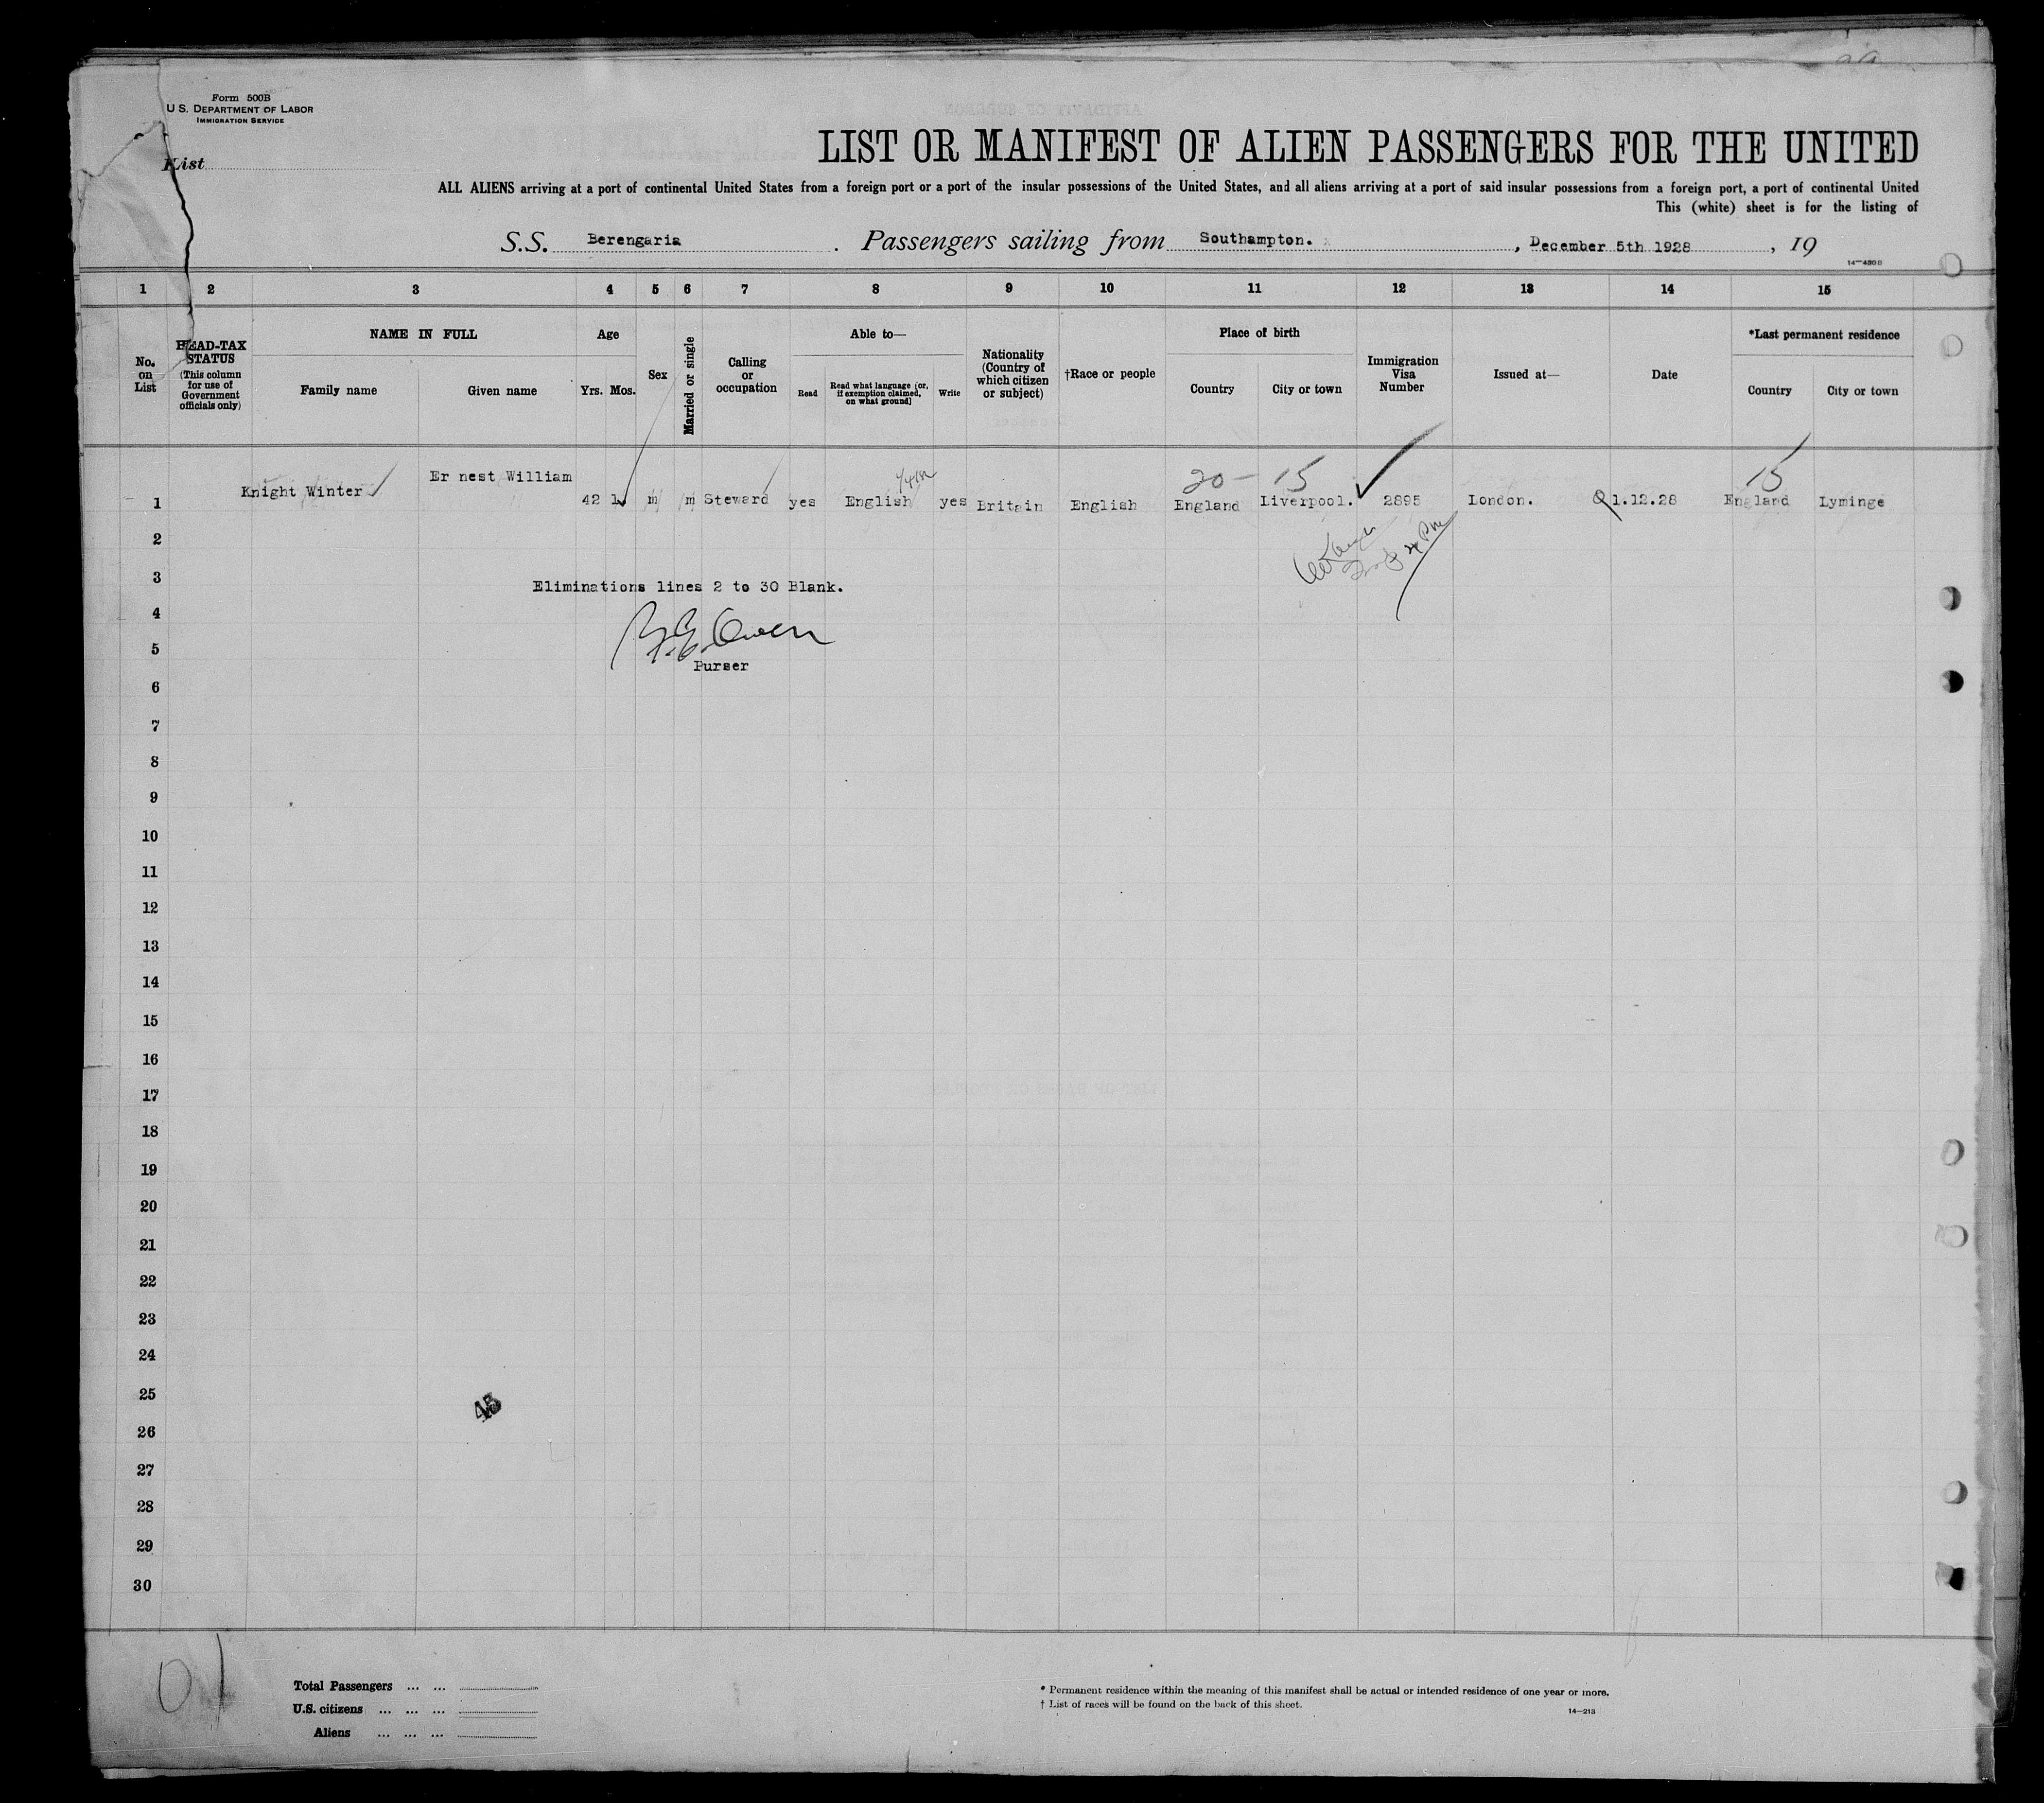 Form 500B
U.S. DEPARTMENT OF LABOR
IMMIGRATION SERVICE
List
LIST OR MANIFEST OF ALIEN PASSENGERS FOR THE UNITED
ALL ALIENS arriving at a port of continental United States from a foreign port or a port of the insular possessions of the United States, and all aliens arriving at a port of said insular possessions from a foreign port, a port of continental United
This (white) sheet is for the listing of
S.S. Berengaria . Passengers sailing from Southampton. , December 5th 1928 , 19
1 2 3 4 5 6 7 8 9 10 11 12 13 14 15
No. on List
HEAD-TAX STATUS (This column for use of Government officials only)
NAME IN FULL
Family name
Given name
Age
Yrs. Mos.
Sex
Married or single
Calling or occupation
Able to—
Read
Read what language [or, if exemption claimed, on what ground]
Write
Nationality (Country of which citizen or subject)
†Race or people
Place of birth
Country
City or town
Immigration Visa Number
Issued at—
Date
*Last permanent residence
Country
City or town
20 - 15
15
1 Knight Winter Er nest William 42 1 m m Steward yes English yes Britain English England Liverpool. 2895 London. 1.12.28 England Lyminge
2
3
Eliminations lines 2 to 30 Blank.
4
5
Owen
Purser
6
7
8
9
10
11
12
13
14
15
16
17
18
19
20
21
22
23
24
25
45
26
27
28
29
30
Total Passengers ... ...
U.S. citizens ... ... ...
Aliens ... ... ...
* Permanent residence within the meaning of this manifest shall be actual or intended residence of one year or more.
† List of races will be found on the back of this sheet.
14—213